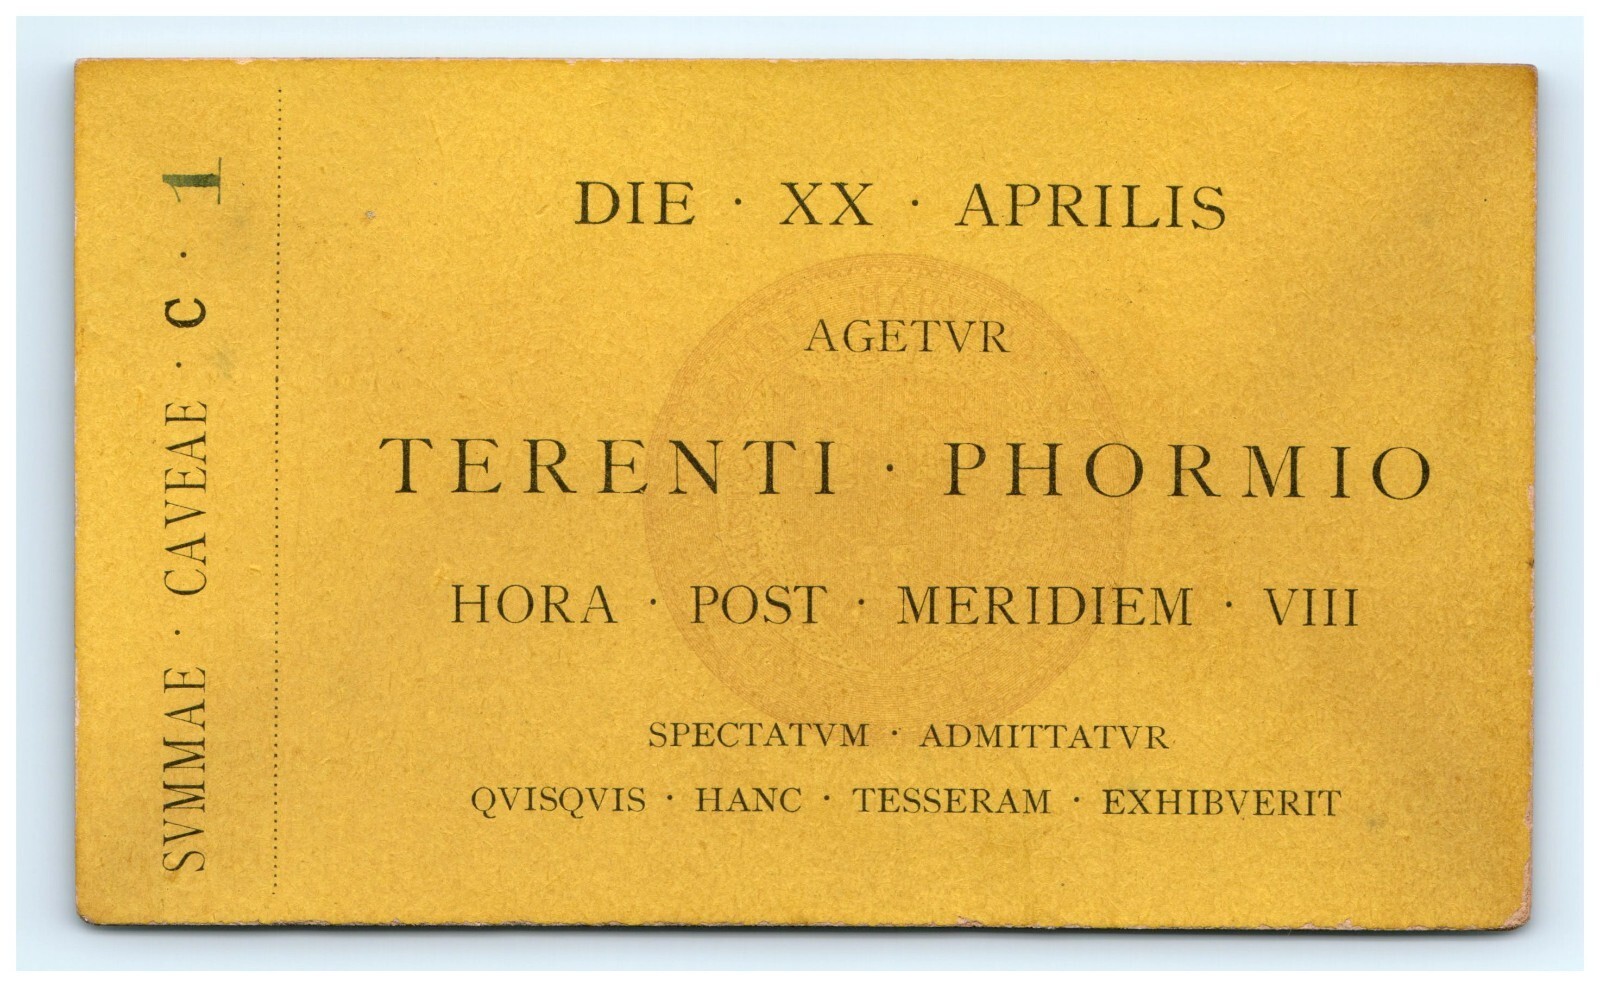 SVMMAE · CAVEAE · C · 1
DIE · XX · APRILIS
AGETVR
TERENTI · PHORMIO
HORA · POST · MERIDIEM · VIII
SPECTATVM · ADMITTATVR
QVISQVIS · HANC · TESSERAM · EXHIBVERIT